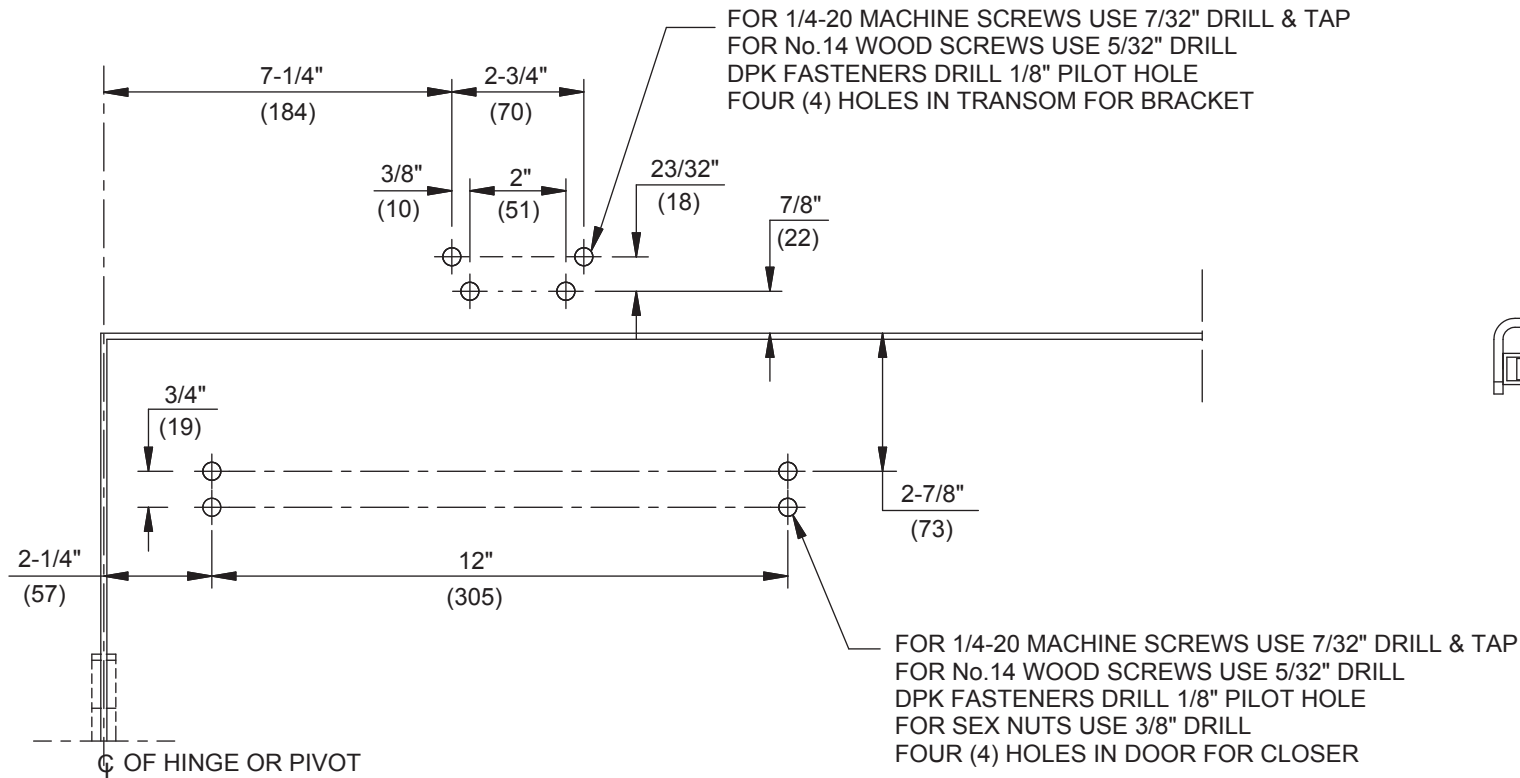 FOR 1/4-20 MACHINE SCREWS USE 7/32" DRILL & TAP
FOR No.14 WOOD SCREWS USE 5/32" DRILL
DPK FASTENERS DRILL 1/8" PILOT HOLE
FOUR (4) HOLES IN TRANSOM FOR BRACKET
7-1/4"
(184)
2-3/4"
(70)
3/8"
(10)
2"
(51)
23/32"
(18)
7/8"
(22)
3/4"
(19)
2-7/8"
(73)
2-1/4"
(57)
12"
(305)
FOR 1/4-20 MACHINE SCREWS USE 7/32" DRILL & TAP
FOR No.14 WOOD SCREWS USE 5/32" DRILL
DPK FASTENERS DRILL 1/8" PILOT HOLE
FOR SEX NUTS USE 3/8" DRILL
FOUR (4) HOLES IN DOOR FOR CLOSER
℄ OF HINGE OR PIVOT